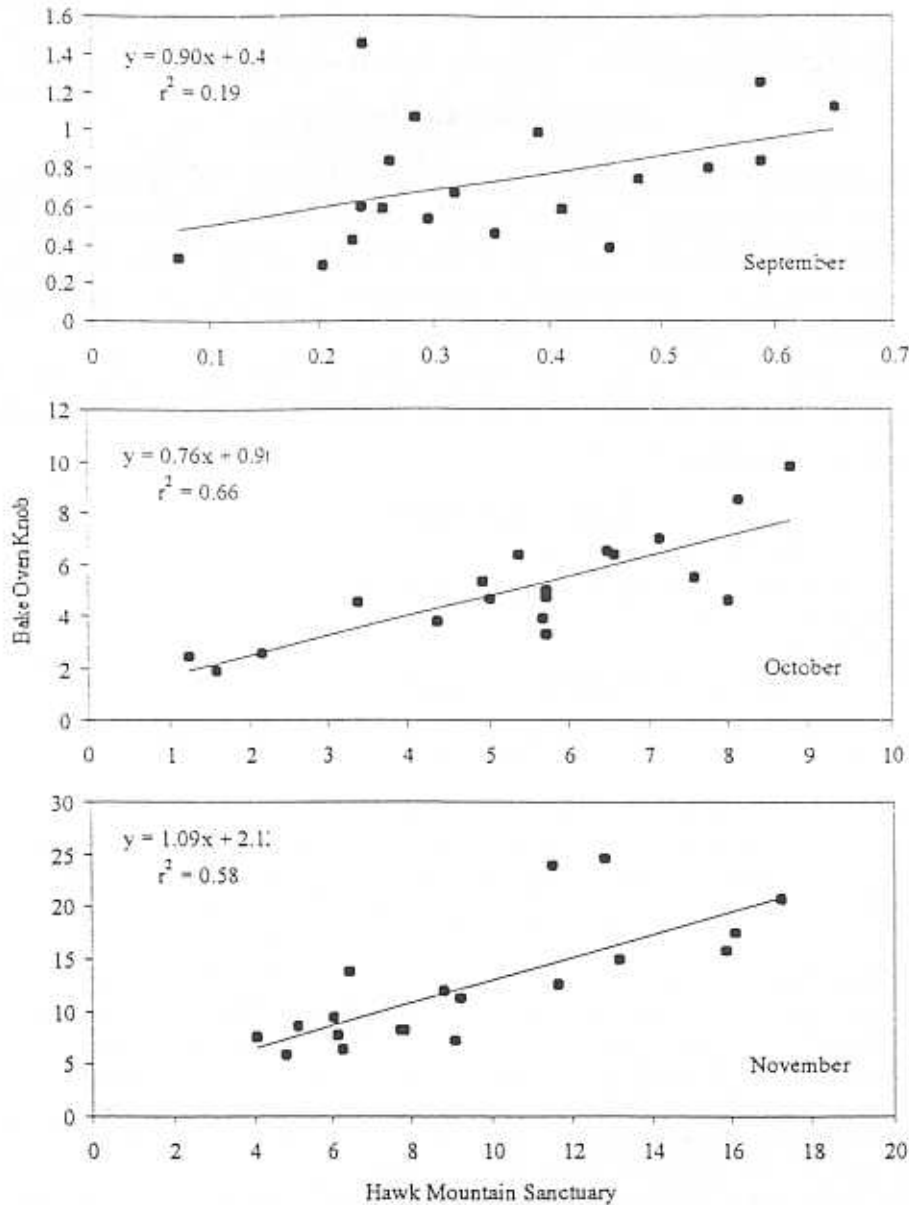 1.6
1.4
1.2
1
0.8
0.6
0.4
0.2
0
y = 0.90x + 0.4
r² = 0.19
September
0 0.1 0.2 0.3 0.4 0.5 0.6 0.7
12
10
8
6
4
2
0
y = 0.76x + 0.9
r² = 0.66
October
0 1 2 3 4 5 6 7 8 9 10
Bake Oven Knob
30
25
20
15
10
5
0
y = 1.09x + 2.1
r² = 0.58
November
0 2 4 6 8 10 12 14 16 18 20
Hawk Mountain Sanctuary